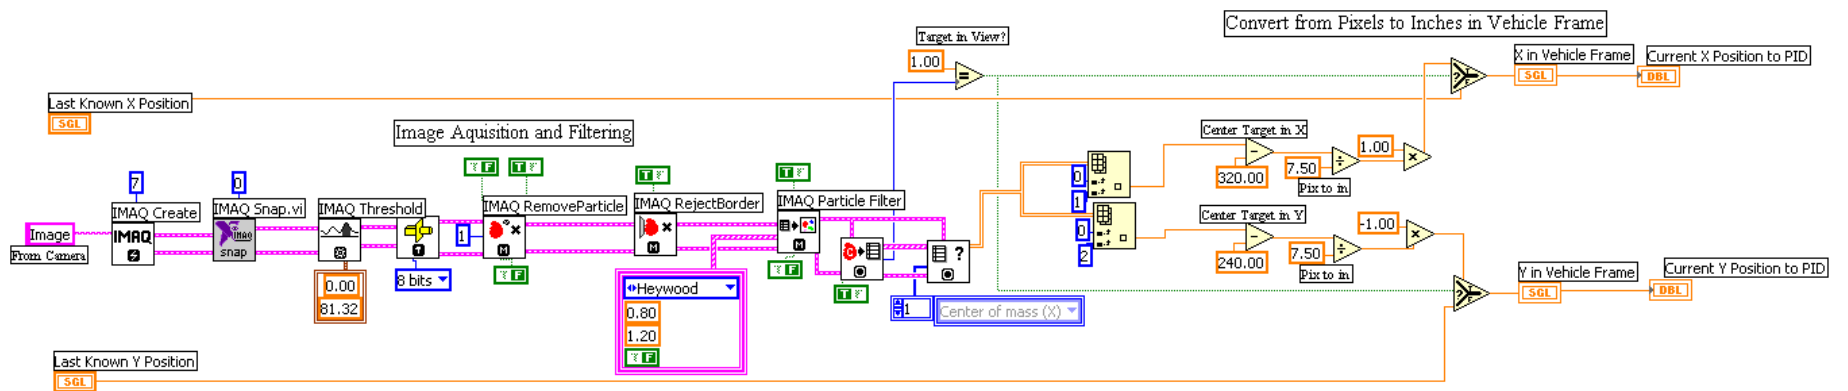 Convert from Pixels to Inches in Vehicle Frame
Target in View?
1.00
=
X in Vehicle Frame
SGL
Current X Position to PID
DBL
?
T
F
Last Known X Position
SGL
Image Aquisition and Filtering
7
IMAQ Create
IMAQ
0
IMAQ Snap.vi
IMAQ
snap
IMAQ Threshold
0.00
81.32
8 bits
T F
T F
IMAQ RemoveParticle
1
M
T F
T F
IMAQ RejectBorder
M
T F
IMAQ Particle Filter
M
T F
Heywood
0.80
1.20
T F
T F
?
1
Center of mass (X)
0
1
0
2
Center Target in X
320.00
−
7.50
÷
Pix to in
1.00
×
Center Target in Y
240.00
−
7.50
÷
Pix to in
-1.00
×
Image
From Camera
?
T
F
Y in Vehicle Frame
SGL
Current Y Position to PID
DBL
Last Known Y Position
SGL